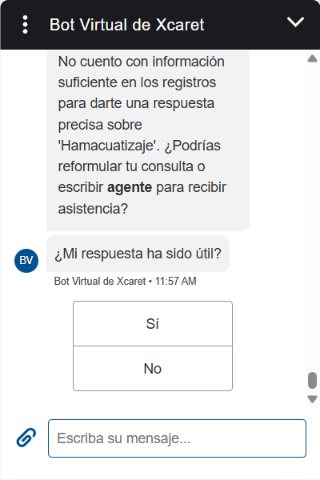 Bot Virtual de Xcaret
No cuento con información
suficiente en los registros
para darte una respuesta
precisa sobre
'Hamacuatizaje'. ¿Podrías
reformular tu consulta o
escribir agente para recibir
asistencia?
¿Mi respuesta ha sido útil?
BV
Bot Virtual de Xcaret • 11:57 AM
Sí
No
Escriba su mensaje...